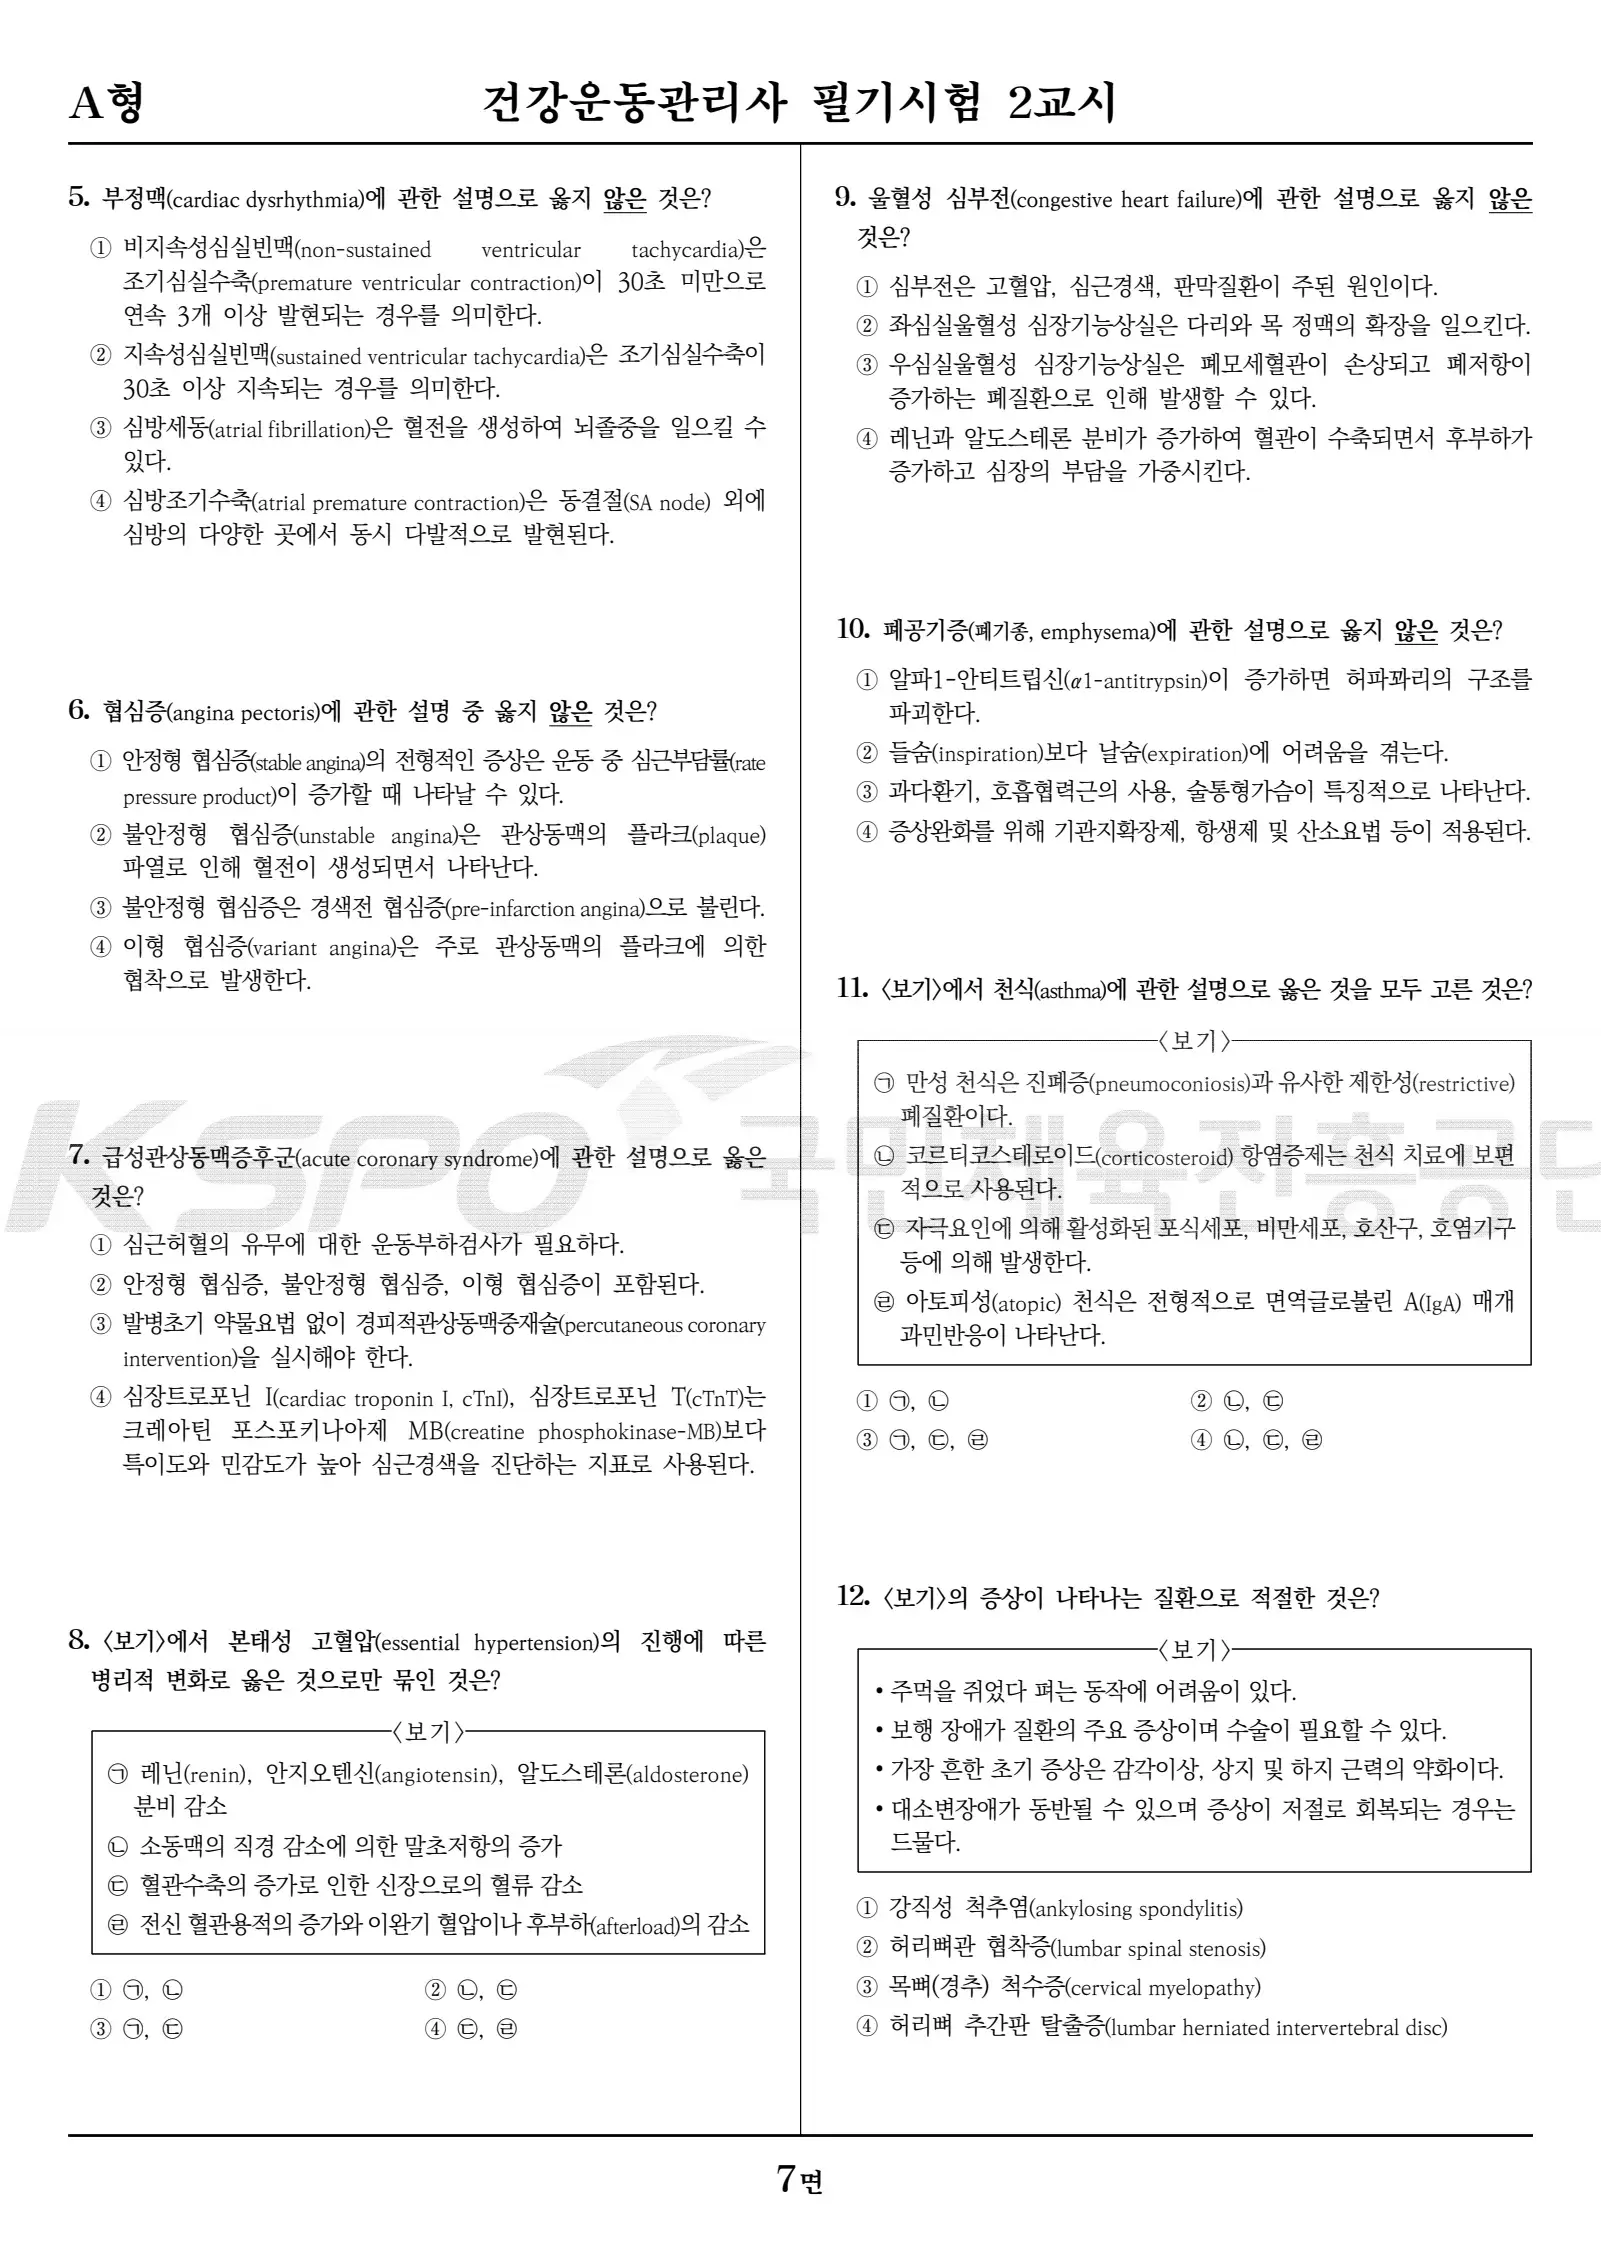 A형
건강운동관리사 필기시험 2교시
5. 부정맥(cardiac dysrhythmia)에 관한 설명으로 옳지 않은 것은?
① 비지속성심실빈맥(non-sustained ventricular tachycardia)은
조기심실수축(premature ventricular contraction)이 30초 미만으로
연속 3개 이상 발현되는 경우를 의미한다.
② 지속성심실빈맥(sustained ventricular tachycardia)은 조기심실수축이
30초 이상 지속되는 경우를 의미한다.
③ 심방세동(atrial fibrillation)은 혈전을 생성하여 뇌졸중을 일으킬 수
있다.
④ 심방조기수축(atrial premature contraction)은 동결절(SA node) 외에
심방의 다양한 곳에서 동시 다발적으로 발현된다.
6. 협심증(angina pectoris)에 관한 설명 중 옳지 않은 것은?
① 안정형 협심증(stable angina)의 전형적인 증상은 운동 중 심근부담률(rate
pressure product)이 증가할 때 나타날 수 있다.
② 불안정형 협심증(unstable angina)은 관상동맥의 플라크(plaque)
파열로 인해 혈전이 생성되면서 나타난다.
③ 불안정형 협심증은 경색전 협심증(pre-infarction angina)으로 불린다.
④ 이형 협심증(variant angina)은 주로 관상동맥의 플라크에 의한
협착으로 발생한다.
7. 급성관상동맥증후군(acute coronary syndrome)에 관한 설명으로 옳은
것은?
① 심근허혈의 유무에 대한 운동부하검사가 필요하다.
② 안정형 협심증, 불안정형 협심증, 이형 협심증이 포함된다.
③ 발병초기 약물요법 없이 경피적관상동맥중재술(percutaneous coronary
intervention)을 실시해야 한다.
④ 심장트로포닌 I(cardiac troponin I, cTnI), 심장트로포닌 T(cTnT)는
크레아틴 포스포키나아제 MB(creatine phosphokinase-MB)보다
특이도와 민감도가 높아 심근경색을 진단하는 지표로 사용된다.
8. 〈보기〉에서 본태성 고혈압(essential hypertension)의 진행에 따른
병리적 변화로 옳은 것으로만 묶인 것은?
〈보기〉
㉠ 레닌(renin), 안지오텐신(angiotensin), 알도스테론(aldosterone)
분비 감소
㉡ 소동맥의 직경 감소에 의한 말초저항의 증가
㉢ 혈관수축의 증가로 인한 신장으로의 혈류 감소
㉣ 전신 혈관용적의 증가와 이완기 혈압이나 후부하(afterload)의 감소
① ㉠, ㉡ ② ㉡, ㉢
③ ㉠, ㉢ ④ ㉢, ㉣
9. 울혈성 심부전(congestive heart failure)에 관한 설명으로 옳지 않은
것은?
① 심부전은 고혈압, 심근경색, 판막질환이 주된 원인이다.
② 좌심실울혈성 심장기능상실은 다리와 목 정맥의 확장을 일으킨다.
③ 우심실울혈성 심장기능상실은 폐모세혈관이 손상되고 폐저항이
증가하는 폐질환으로 인해 발생할 수 있다.
④ 레닌과 알도스테론 분비가 증가하여 혈관이 수축되면서 후부하가
증가하고 심장의 부담을 가중시킨다.
10. 폐공기증(폐기종, emphysema)에 관한 설명으로 옳지 않은 것은?
① 알파1-안티트립신(α1-antitrypsin)이 증가하면 허파꽈리의 구조를
파괴한다.
② 들숨(inspiration)보다 날숨(expiration)에 어려움을 겪는다.
③ 과다환기, 호흡협력근의 사용, 술통형가슴이 특징적으로 나타난다.
④ 증상완화를 위해 기관지확장제, 항생제 및 산소요법 등이 적용된다.
11. 〈보기〉에서 천식(asthma)에 관한 설명으로 옳은 것을 모두 고른 것은?
〈보기〉
㉠ 만성 천식은 진폐증(pneumoconiosis)과 유사한 제한성(restrictive)
폐질환이다.
㉡ 코르티코스테로이드(corticosteroid) 항염증제는 천식 치료에 보편
적으로 사용된다.
㉢ 자극요인에 의해 활성화된 포식세포, 비만세포, 호산구, 호염기구
등에 의해 발생한다.
㉣ 아토피성(atopic) 천식은 전형적으로 면역글로불린 A(IgA) 매개
과민반응이 나타난다.
① ㉠, ㉡ ② ㉡, ㉢
③ ㉠, ㉢, ㉣ ④ ㉡, ㉢, ㉣
12. 〈보기〉의 증상이 나타나는 질환으로 적절한 것은?
〈보기〉
• 주먹을 쥐었다 펴는 동작에 어려움이 있다.
• 보행 장애가 질환의 주요 증상이며 수술이 필요할 수 있다.
• 가장 흔한 초기 증상은 감각이상, 상지 및 하지 근력의 약화이다.
• 대소변장애가 동반될 수 있으며 증상이 저절로 회복되는 경우는
드물다.
① 강직성 척추염(ankylosing spondylitis)
② 허리뼈관 협착증(lumbar spinal stenosis)
③ 목뼈(경추) 척수증(cervical myelopathy)
④ 허리뼈 추간판 탈출증(lumbar herniated intervertebral disc)
KSPO 국민체육진흥공단
7면